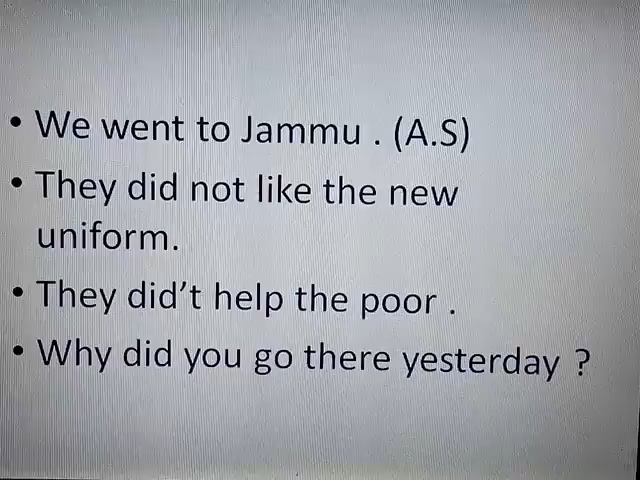 • We went to Jammu . (A.S)
• They did not like the new
uniform.
• They did't help the poor .
• Why did you go there yesterday ?